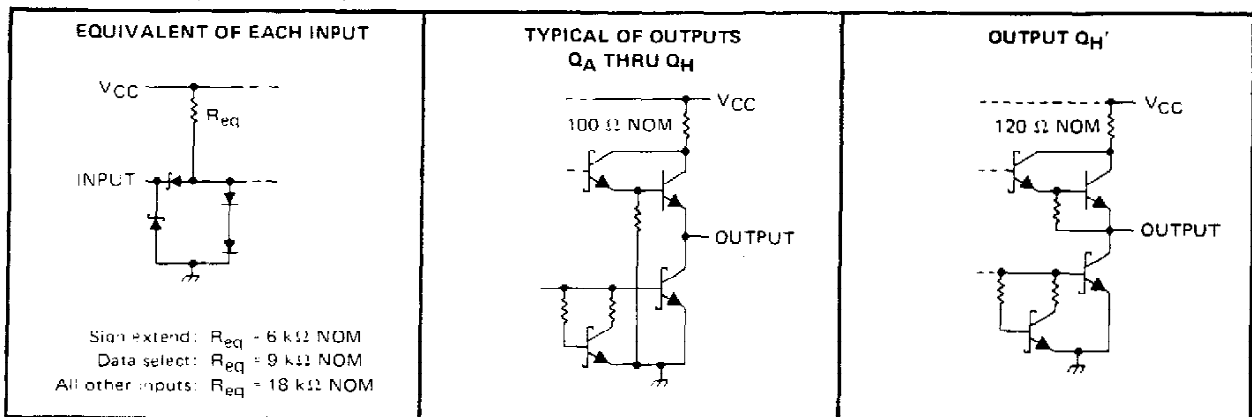 EQUIVALENT OF EACH INPUT
VCC
Req
INPUT
Sign extend: Req = 6 kΩ NOM
Data select: Req = 9 kΩ NOM
All other inputs: Req = 18 kΩ NOM
TYPICAL OF OUTPUTS
QA THRU QH
VCC
100 Ω NOM
OUTPUT
OUTPUT QH'
VCC
120 Ω NOM
OUTPUT